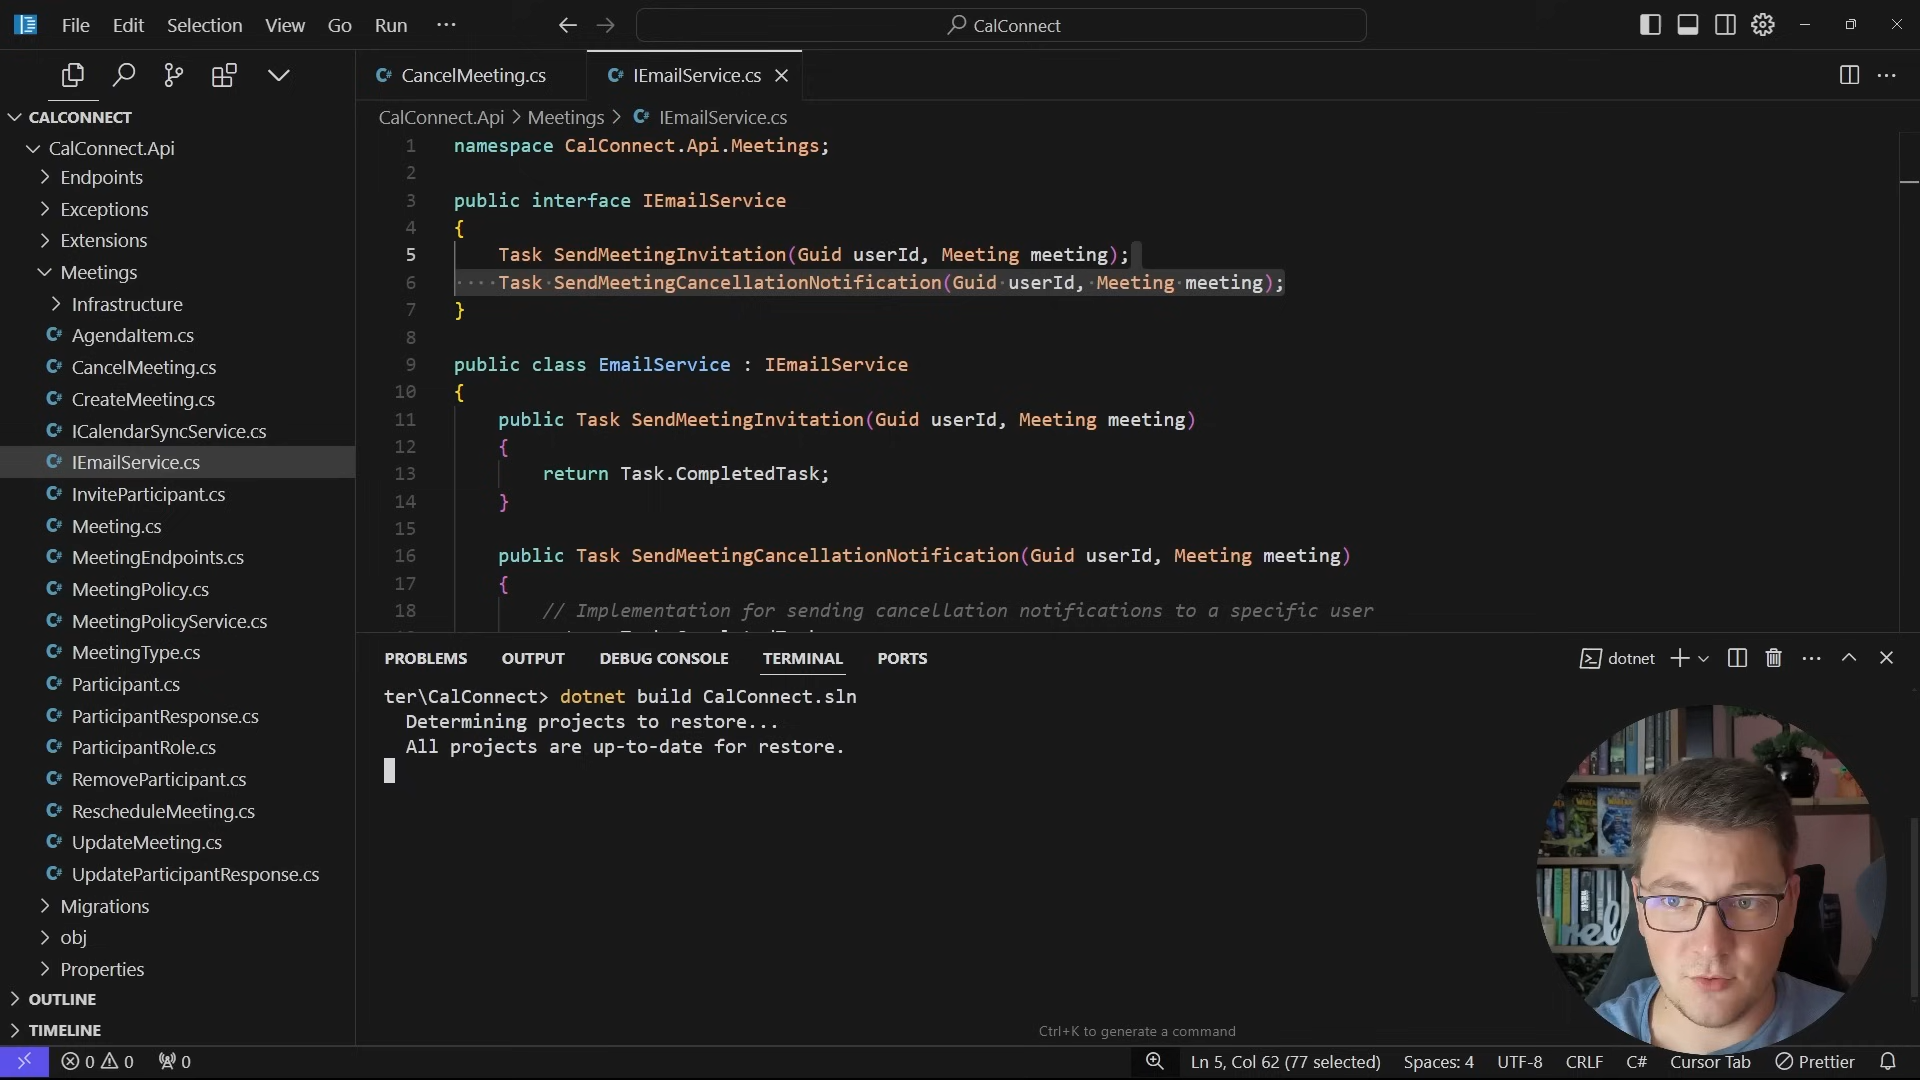 File Edit Selection View Go Run ···
CalConnect
CALCONNECT
CalConnect.Api
Endpoints
Exceptions
Extensions
Meetings
Infrastructure
C# AgendaItem.cs
C# CancelMeeting.cs
C# CreateMeeting.cs
C# ICalendarSyncService.cs
C# IEmailService.cs
C# InviteParticipant.cs
C# Meeting.cs
C# MeetingEndpoints.cs
C# MeetingPolicy.cs
C# MeetingPolicyService.cs
C# MeetingType.cs
C# Participant.cs
C# ParticipantResponse.cs
C# ParticipantRole.cs
C# RemoveParticipant.cs
C# RescheduleMeeting.cs
C# UpdateMeeting.cs
C# UpdateParticipantResponse.cs
Migrations
obj
Properties
OUTLINE
TIMELINE
C# CancelMeeting.cs C# IEmailService.cs
CalConnect.Api > Meetings > C# IEmailService.cs
1 namespace CalConnect.Api.Meetings;
2
3 public interface IEmailService
4 {
5 Task SendMeetingInvitation(Guid userId, Meeting meeting);
6 ····Task·SendMeetingCancellationNotification(Guid·userId,·Meeting·meeting);
7 }
8
9 public class EmailService : IEmailService
10 {
11 public Task SendMeetingInvitation(Guid userId, Meeting meeting)
12 {
13 return Task.CompletedTask;
14 }
15
16 public Task SendMeetingCancellationNotification(Guid userId, Meeting meeting)
17 {
18 // Implementation for sending cancellation notifications to a specific user
PROBLEMS OUTPUT DEBUG CONSOLE TERMINAL PORTS dotnet
ter\CalConnect> dotnet build CalConnect.sln
Determining projects to restore...
All projects are up-to-date for restore.
Ctrl+K to generate a command
0 0 0 Ln 5, Col 62 (77 selected) Spaces: 4 UTF-8 CRLF C# Cursor Tab Prettier